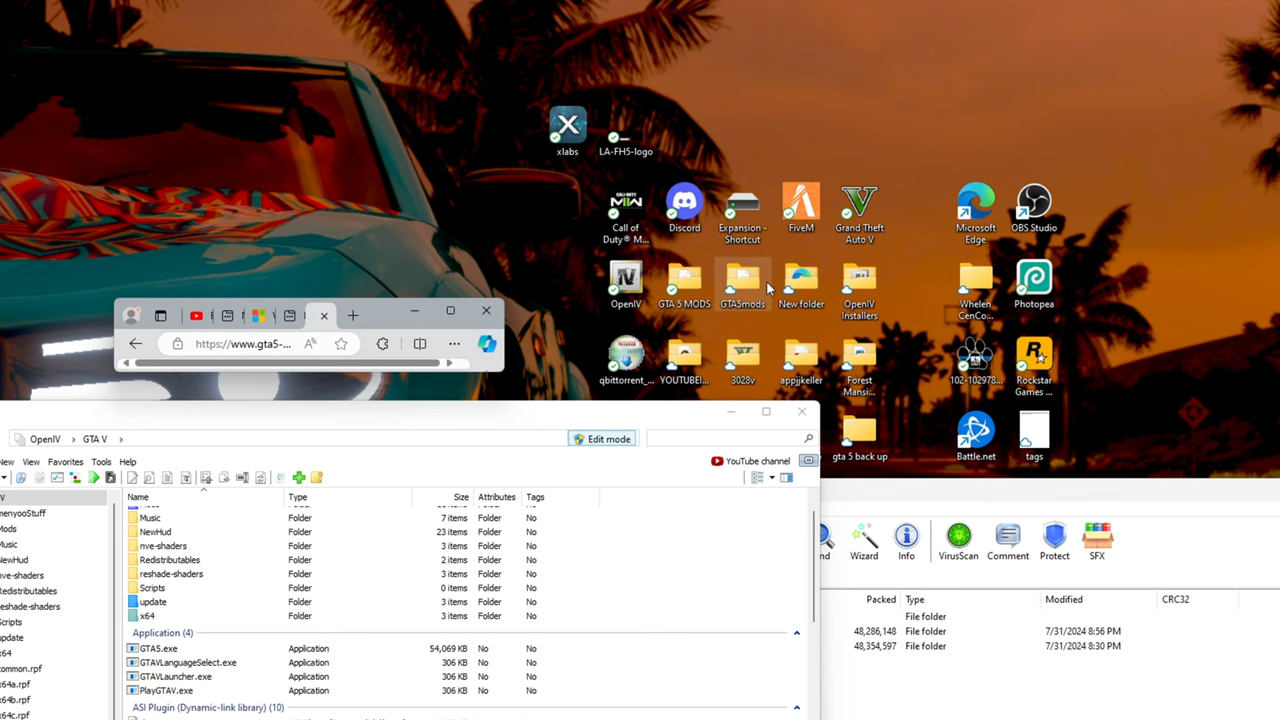 xlabs
LA-FH5-logo
Call of
Duty® M...
Discord
Expansion -
Shortcut
FiveM
Grand Theft
Auto V
Microsoft
Edge
OBS Studio
OpenIV
GTA 5 MODS
GTA5mods
New folder
OpenIV
Installers
Whelen
CenCo...
Photopea
qbittorrent_...
YOUTUBEI...
3028v
appjjkeller
Forest
Mansi...
102-102978...
Rockstar
Games ...
gta 5 back up
Battle.net
tags
https://www.gta5-...
OpenIV > GTA V >
Edit mode
New View Favorites Tools Help
YouTube channel
V
menyooStuff
Mods
Music
NewHud
nve-shaders
Redistributables
reshade-shaders
Scripts
update
x64
common.rpf
x64a.rpf
x64b.rpf
x64c.rpf
Name Type Size Attributes Tags
Music Folder 7 items Folder No
NewHud Folder 23 items Folder No
nve-shaders Folder 3 items Folder No
Redistributables Folder 2 items Folder No
reshade-shaders Folder 3 items Folder No
Scripts Folder 0 items Folder No
update Folder 3 items Folder No
x64 Folder 3 items Folder No
Application (4)
GTA5.exe Application 54,069 KB No No
GTAVLanguageSelect.exe Application 306 KB No No
GTAVLauncher.exe Application 306 KB No No
PlayGTAV.exe Application 306 KB No No
ASI Plugin (Dynamic-link library) (10)
nd Wizard Info VirusScan Comment Protect SFX
Packed Type Modified CRC32
File folder
48,286,148 File folder 7/31/2024 8:56 PM
48,354,597 File folder 7/31/2024 8:30 PM